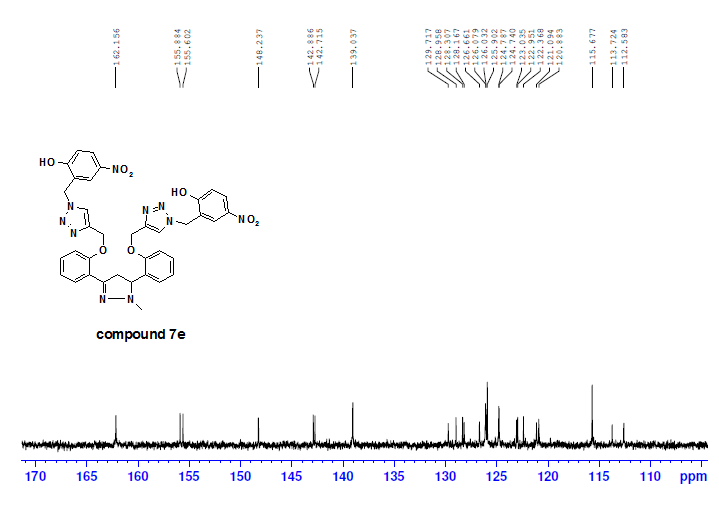 162.156
155.884
155.602
148.237
142.886
142.715
139.037
129.717
128.958
128.307
128.167
126.661
126.079
126.032
125.902
124.787
124.740
123.035
122.951
122.368
121.094
120.883
115.677
113.724
112.583
HO
NO2
N
N
N
O
HO
NO2
N
N
N
O
N
N
compound 7e
170 165 160 155 150 145 140 135 130 125 120 115 110 ppm